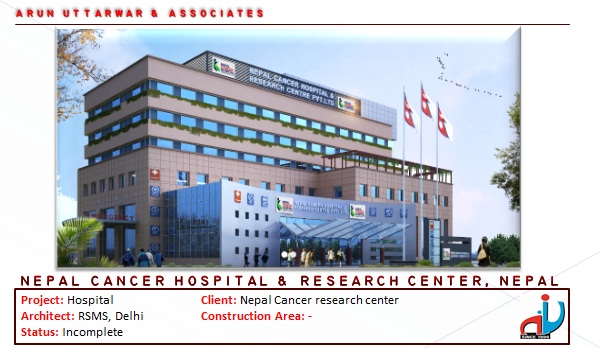 ARUN UTTARWAR & ASSOCIATES
NEPAL CANCER HOSPITAL &
RESEARCH CENTRE PVT.LTD
NEPAL CANCER HOSPITAL & RESEARCH CENTER, NEPAL
Project: Hospital Client: Nepal Cancer research center
Architect: RSMS, Delhi Construction Area: -
Status: Incomplete